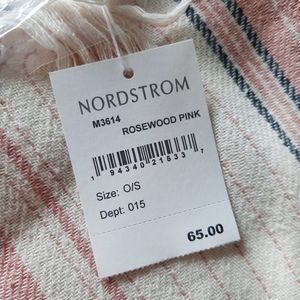 NORDSTROM
M3614
ROSEWOOD PINK
1 94340 21533 7
Size: O/S
Dept: 015
65.00